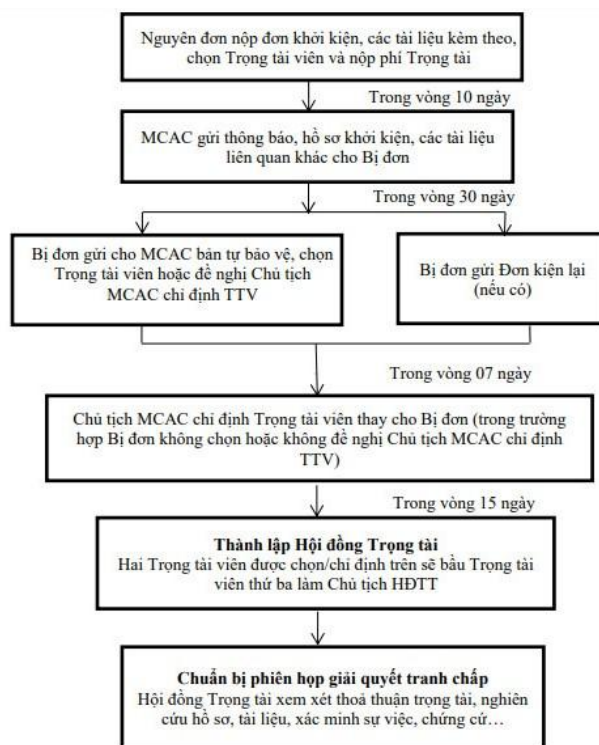 Nguyên đơn nộp đơn khởi kiện, các tài liệu kèm theo,
chọn Trọng tài viên và nộp phí Trọng tài
Trong vòng 10 ngày
MCAC gửi thông báo, hồ sơ khởi kiện, các tài liệu
liên quan khác cho Bị đơn
Trong vòng 30 ngày
Bị đơn gửi cho MCAC bản tự bảo vệ, chọn
Trọng tài viên hoặc đề nghị Chủ tịch
MCAC chỉ định TTV
Bị đơn gửi Đơn kiện lại
(nếu có)
Trong vòng 07 ngày
Chủ tịch MCAC chỉ định Trọng tài viên thay cho Bị đơn (trong trường
hợp Bị đơn không chọn hoặc không đề nghị Chủ tịch MCAC chỉ định
TTV)
Trong vòng 15 ngày
Thành lập Hội đồng Trọng tài
Hai Trọng tài viên được chọn/chỉ định trên sẽ bầu Trọng tài
viên thứ ba làm Chủ tịch HĐTT
Chuẩn bị phiên họp giải quyết tranh chấp
Hội đồng Trọng tài xem xét thoả thuận trọng tài, nghiên
cứu hồ sơ, tài liệu, xác minh sự việc, chứng cứ…